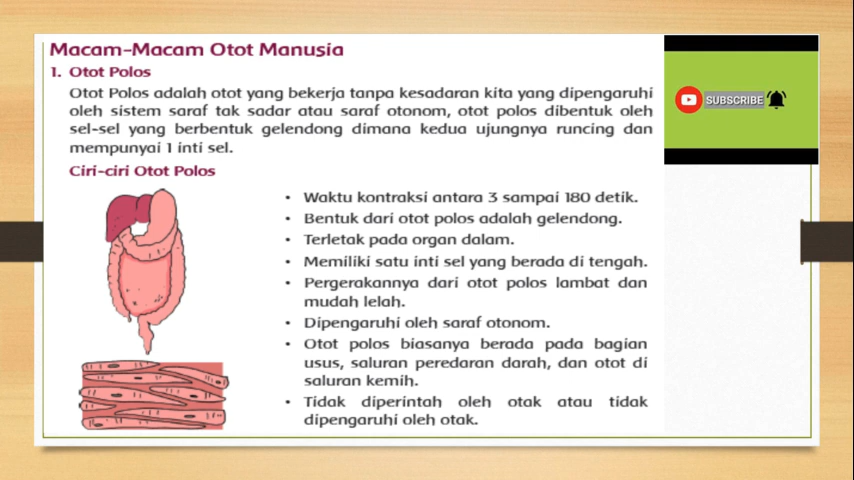 Macam-Macam Otot Manusia
1. Otot Polos
Otot Polos adalah otot yang bekerja tanpa kesadaran kita yang dipengaruhi
oleh sistem saraf tak sadar atau saraf otonom, otot polos dibentuk oleh
sel-sel yang berbentuk gelendong dimana kedua ujungnya runcing dan
mempunyai 1 inti sel.
Ciri-ciri Otot Polos
• Waktu kontraksi antara 3 sampai 180 detik.
• Bentuk dari otot polos adalah gelendong.
• Terletak pada organ dalam.
• Memiliki satu inti sel yang berada di tengah.
• Pergerakannya dari otot polos lambat dan
mudah lelah.
• Dipengaruhi oleh saraf otonom.
• Otot polos biasanya berada pada bagian
usus, saluran peredaran darah, dan otot di
saluran kemih.
• Tidak diperintah oleh otak atau tidak
dipengaruhi oleh otak.
SUBSCRIBE